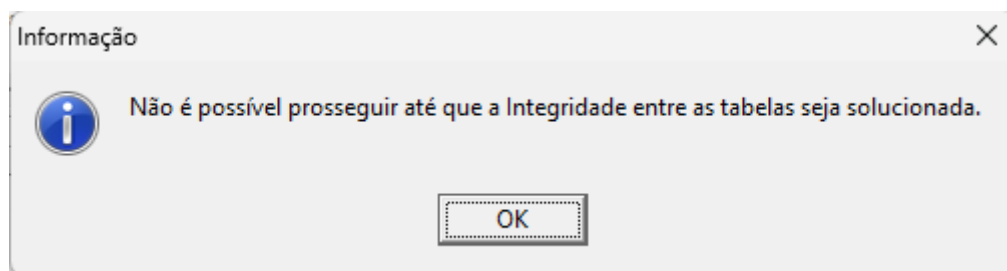 Informação
Não é possível prosseguir até que a Integridade entre as tabelas seja solucionada.
OK